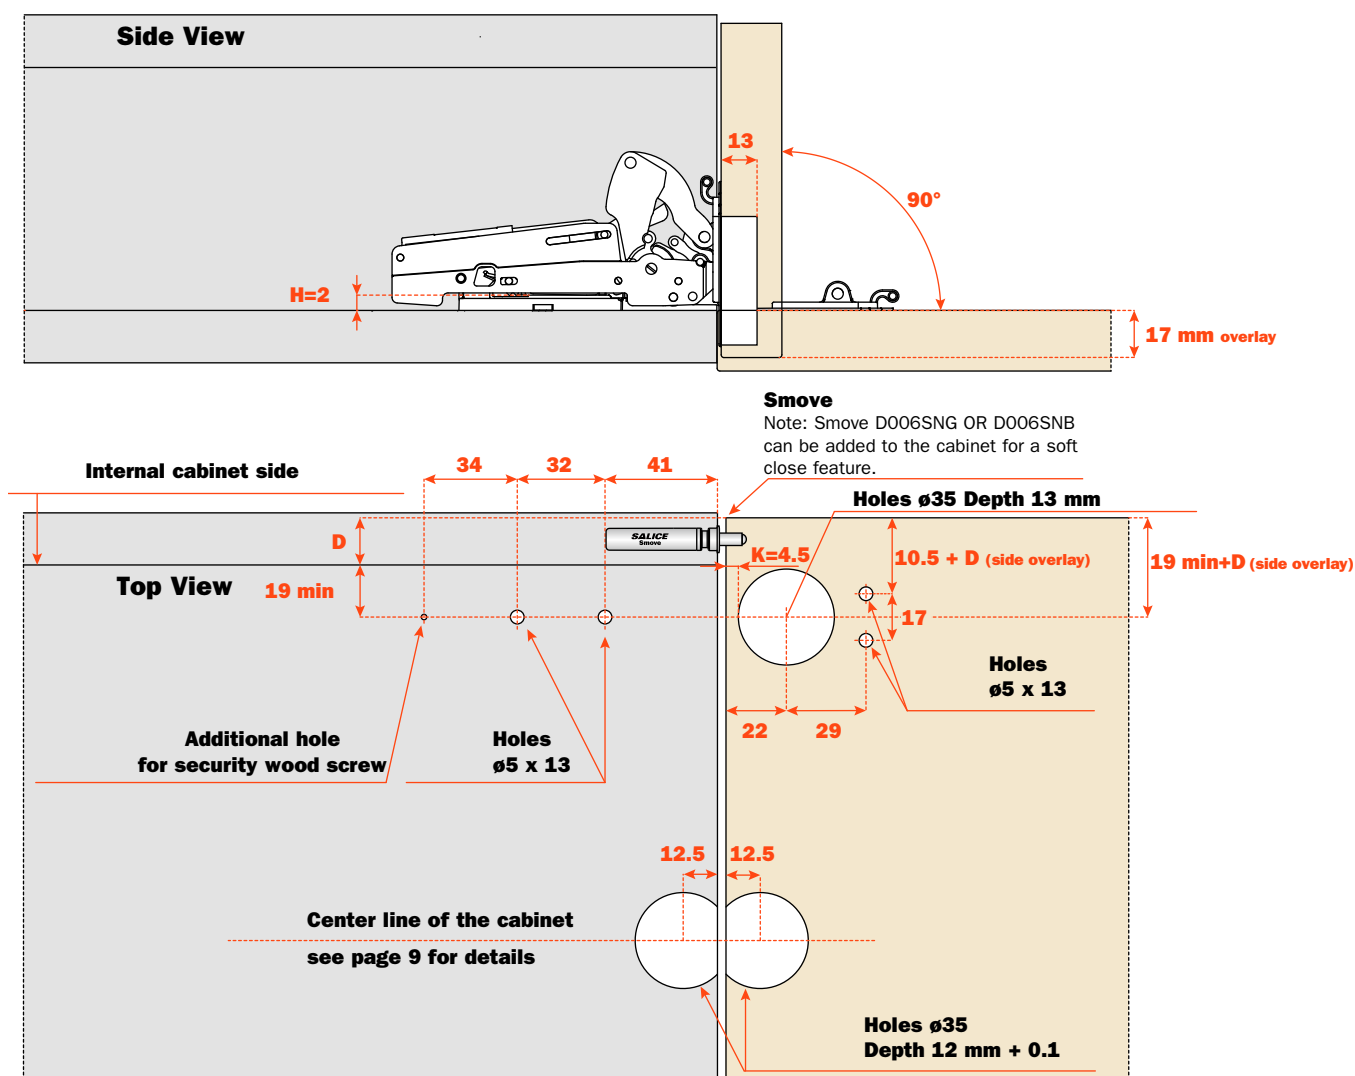 Side View
13
90°
H=2
17 mm overlay
Smove
Note: Smove D006SNG OR D006SNB
can be added to the cabinet for a soft
close feature.
Internal cabinet side
34
32
41
Holes ø35 Depth 13 mm
D
SALICE
Smove
K=4.5
10.5 + D (side overlay)
19 min+D (side overlay)
Top View
19 min
17
Holes
ø5 x 13
22
29
Additional hole
for security wood screw
Holes
ø5 x 13
12.5
12.5
Center line of the cabinet
see page 9 for details
Holes ø35
Depth 12 mm + 0.1